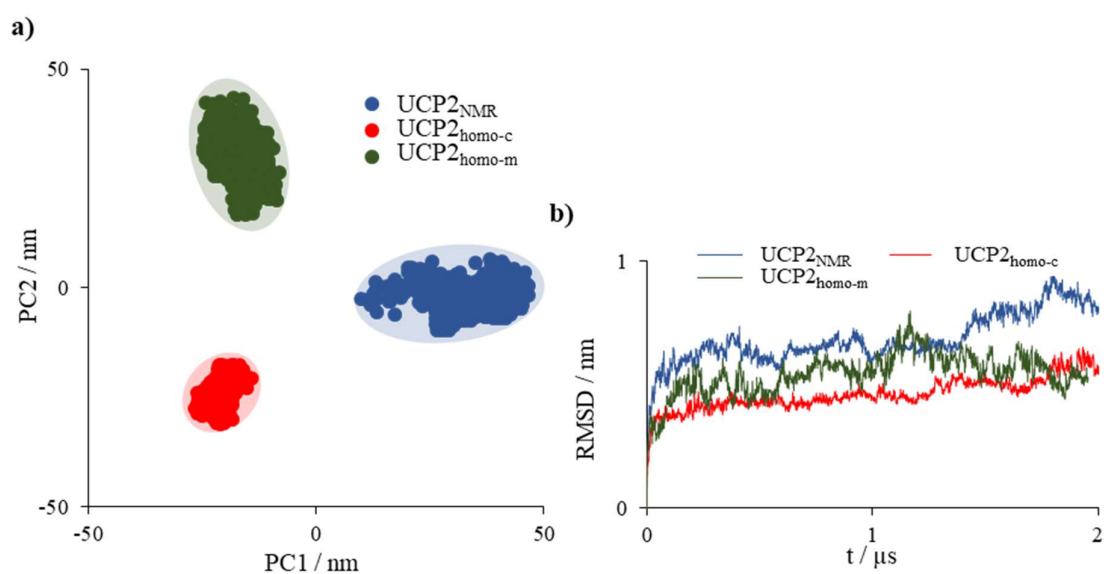 a)
50
UCP2NMR
UCP2homo-c
UCP2homo-m
PC2 / nm
0
-50
-50
0
50
PC1 / nm
b)
1
UCP2NMR
UCP2homo-c
UCP2homo-m
RMSD / nm
0
0
1
2
t / µs